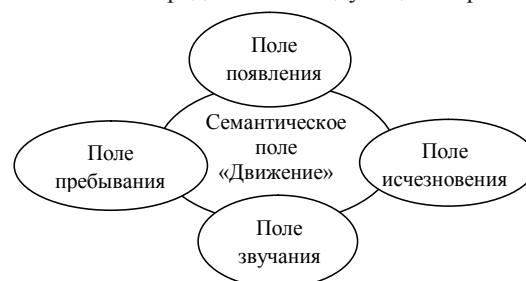 Поле
появления
Семантическое
поле
«Движение»
Поле
пребывания
Поле
исчезновения
Поле
звучания